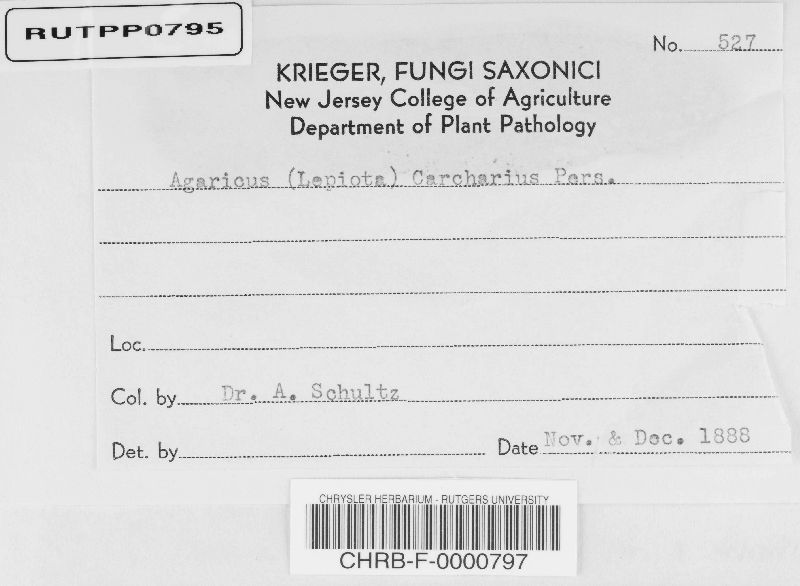 RUTPP0795
No. 527
KRIEGER, FUNGI SAXONICI
New Jersey College of Agriculture
Department of Plant Pathology
Agaricus (Lepiota) Carcharius Pers.
Loc.
Col. by Dr. A. Schultz
Det. by Date Nov. & Dec. 1888
CHRYSLER HERBARIUM - RUTGERS UNIVERSITY
CHRB-F-0000797